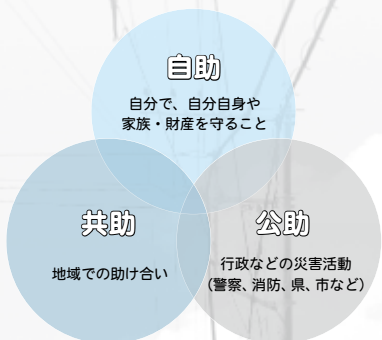 自助
自分で、自分自身や
家族・財産を守ること
共助
地域での助け合い
公助
行政などの災害活動
(警察、消防、県、市など)